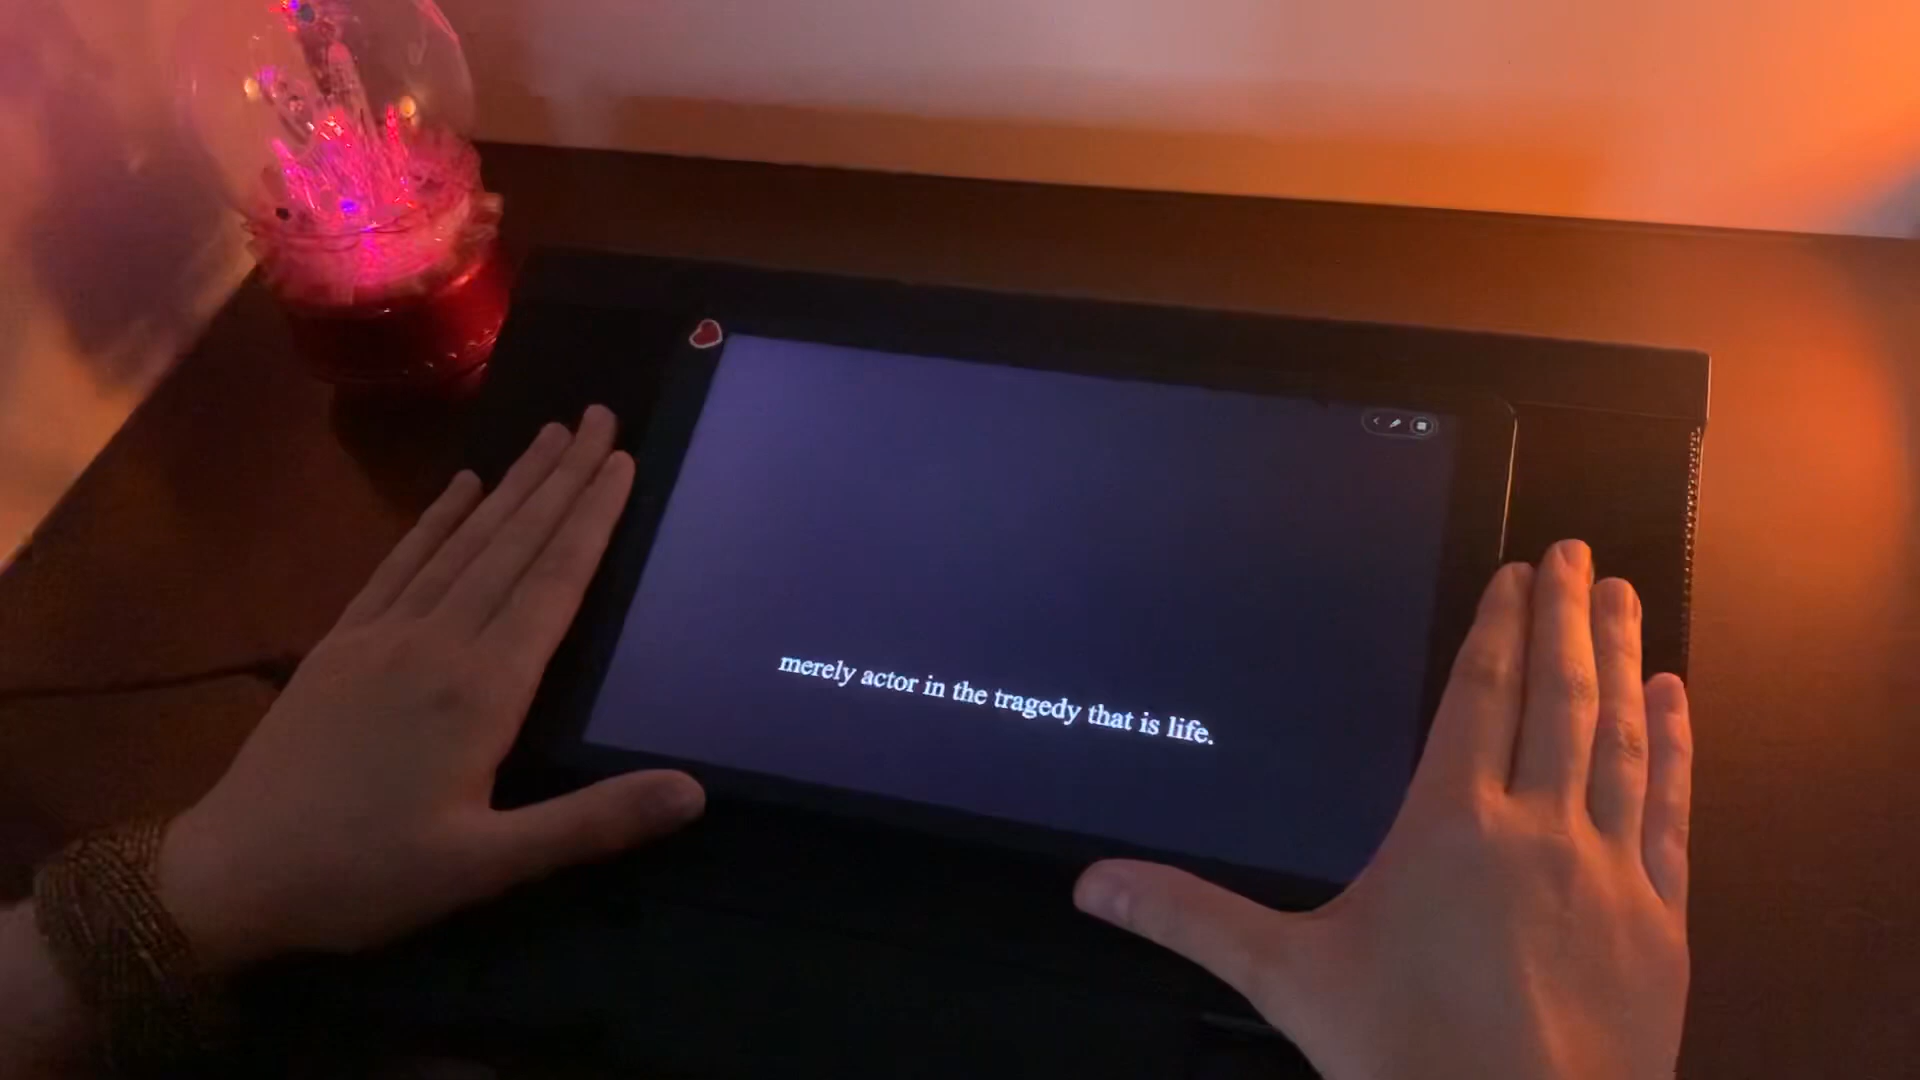 merely actor in the tragedy that is life.